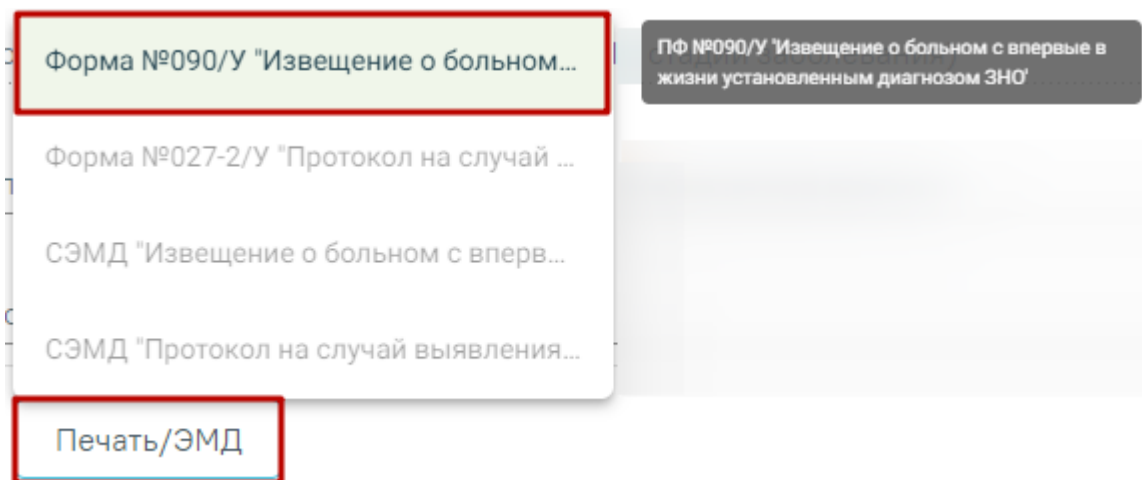 Форма №090/У "Извещение о больном...
ПФ №090/У 'Извещение о больном с впервые в
жизни установленным диагнозом ЗНО'
Форма №027-2/У "Протокол на случай ...
СЭМД "Извещение о больном с вперв...
СЭМД "Протокол на случай выявления...
Печать/ЭМД